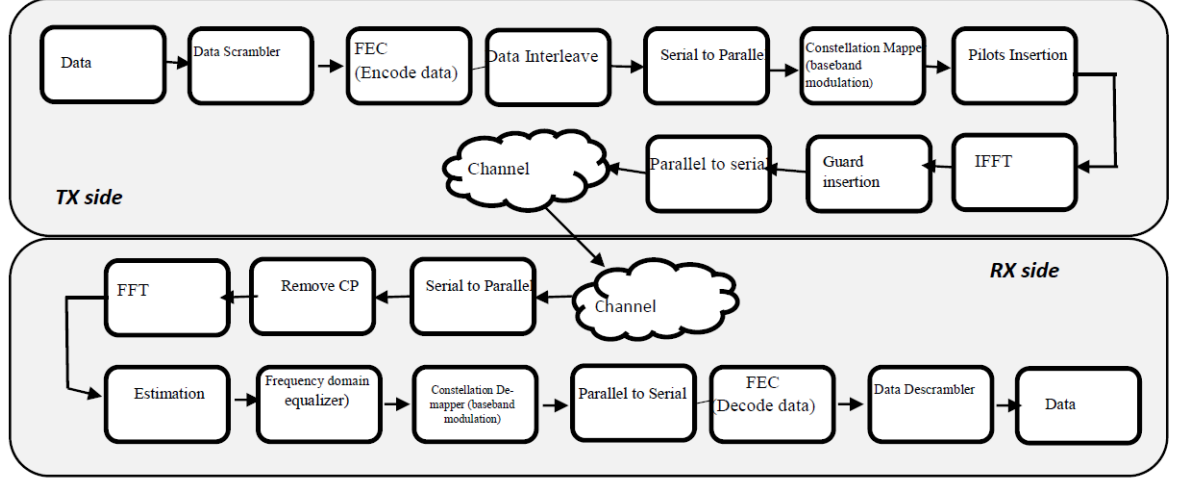 Data
Data Scrambler
FEC
(Encode data)
Data Interleave
Serial to Parallel
Constellation Mappe
(baseband
modulation)
Pilots Insertion
Channel
Parallel to serial
Guard
insertion
IFFT
TX side
RX side
FFT
Remove CP
Serial to Parallel
Channel
Estimation
Frequency domain
equalizer)
Constellation De-
mapper (baseband
modulation)
Parallel to Serial
FEC
(Decode data)
Data Descrambler
Data